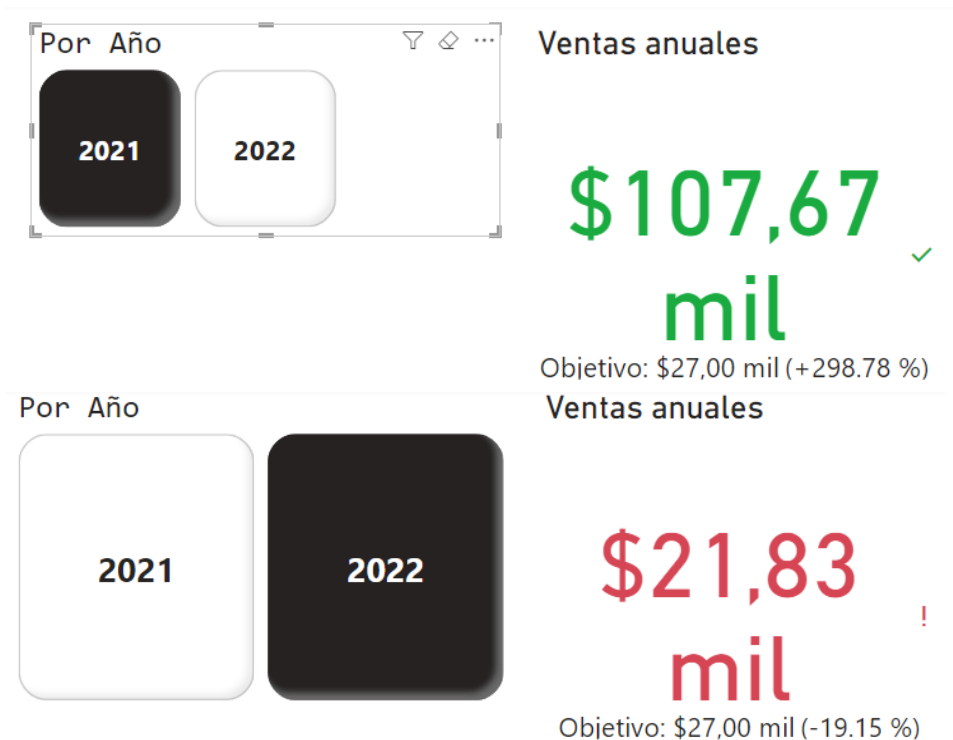 Por Año
2021
2022
Ventas anuales
$107,67
mil
Objetivo: $27,00 mil (+298.78 %)
Por Año
2021
2022
Ventas anuales
$21,83
!
mil
Objetivo: $27,00 mil (-19.15 %)